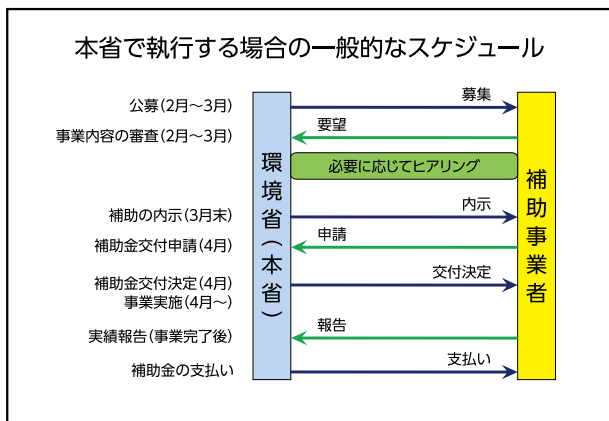 本省で執行する場合の一般的なスケジュール
公募(2月〜3月)
募集
事業内容の審査(2月〜3月)
要望
環境省(本省)
必要に応じてヒアリング
補助事業者
補助の内示(3月末)
内示
補助金交付申請(4月)
申請
補助金交付決定(4月)
交付決定
事業実施(4月〜)
実績報告(事業完了後)
報告
補助金の支払い
支払い